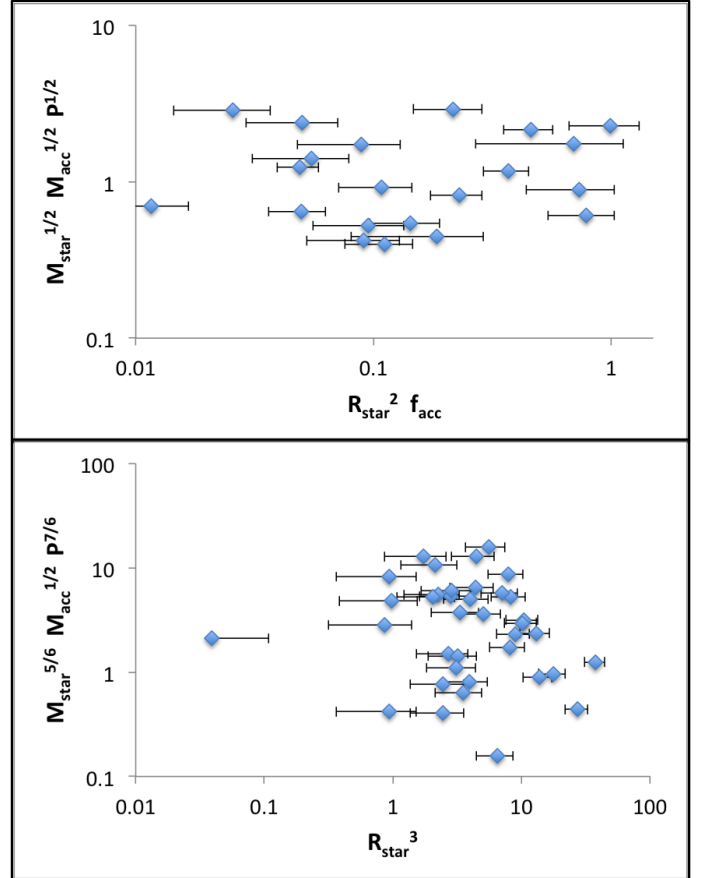 10
1
0.1
M_star^1/2 M_acc^1/2 P^1/2
0.01 0.1 1
R_star^2 f_acc
100
10
1
0.1
M_star^5/6 M_acc^1/2 P^7/6
0.01 0.1 1 10 100
R_star^3